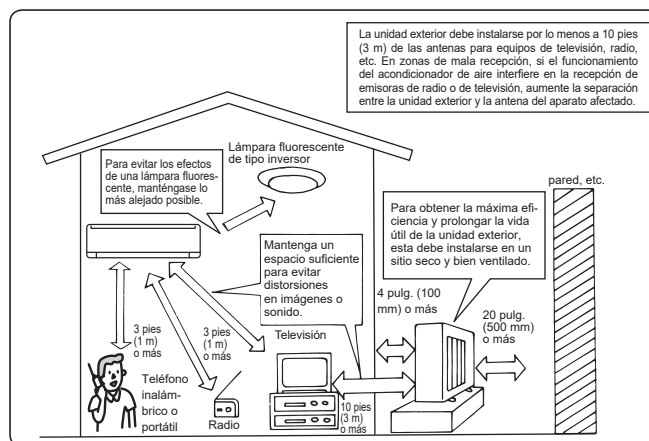 La unidad exterior debe instalarse por lo menos a 10 pies
(3 m) de las antenas para equipos de televisión, radio,
etc. En zonas de mala recepción, si el funcionamiento
del acondicionador de aire interfiere en la recepción de
emisoras de radio o de televisión, aumente la separación
entre la unidad exterior y la antena del aparato afectado.
Lámpara fluorescente
de tipo inversor
Para evitar los efectos
de una lámpara fluores-
cente, manténgase lo
más alejado posible.
pared, etc.
Para obtener la máxima efi-
ciencia y prolongar la vida
útil de la unidad exterior,
esta debe instalarse en un
sitio seco y bien ventilado.
Mantenga un
espacio suficiente
para evitar
distorsiones
en imágenes o
sonido.
4 pulg. (100
mm) o más
20 pulg.
(500 mm)
o más
3 pies
(1 m)
o más
3 pies
(1 m)
o más
Televisión
Teléfono
inalám-
brico o
portátil
Radio
10 pies
(3 m)
o más